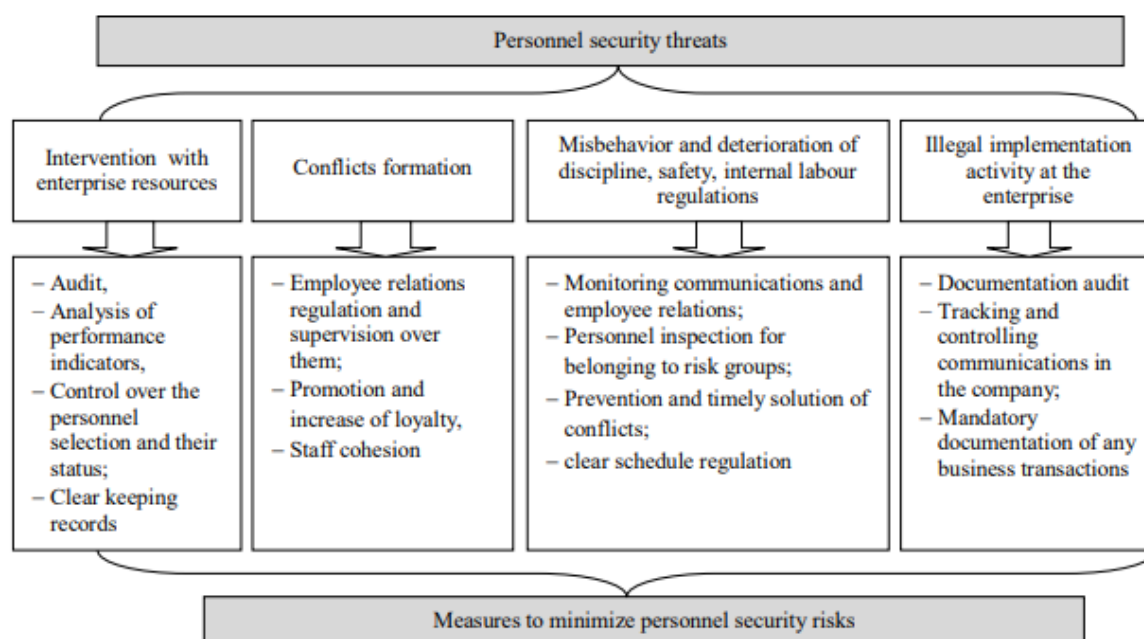 Personnel security threats
Intervention with
enterprise resources
Conflicts formation
Misbehavior and deterioration of
discipline, safety, internal labour
regulations
Illegal implementation
activity at the
enterprise
– Audit,
– Analysis of
performance
indicators,
– Control over the
personnel
selection and their
status;
– Clear keeping
records
– Employee relations
regulation and
supervision over
them;
– Promotion and
increase of loyalty,
– Staff cohesion
– Monitoring communications and
employee relations;
– Personnel inspection for
belonging to risk groups;
– Prevention and timely solution of
conflicts;
– clear schedule regulation
– Documentation audit
– Tracking and
controlling
communications in
the company;
– Mandatory
documentation of any
business transactions
Measures to minimize personnel security risks